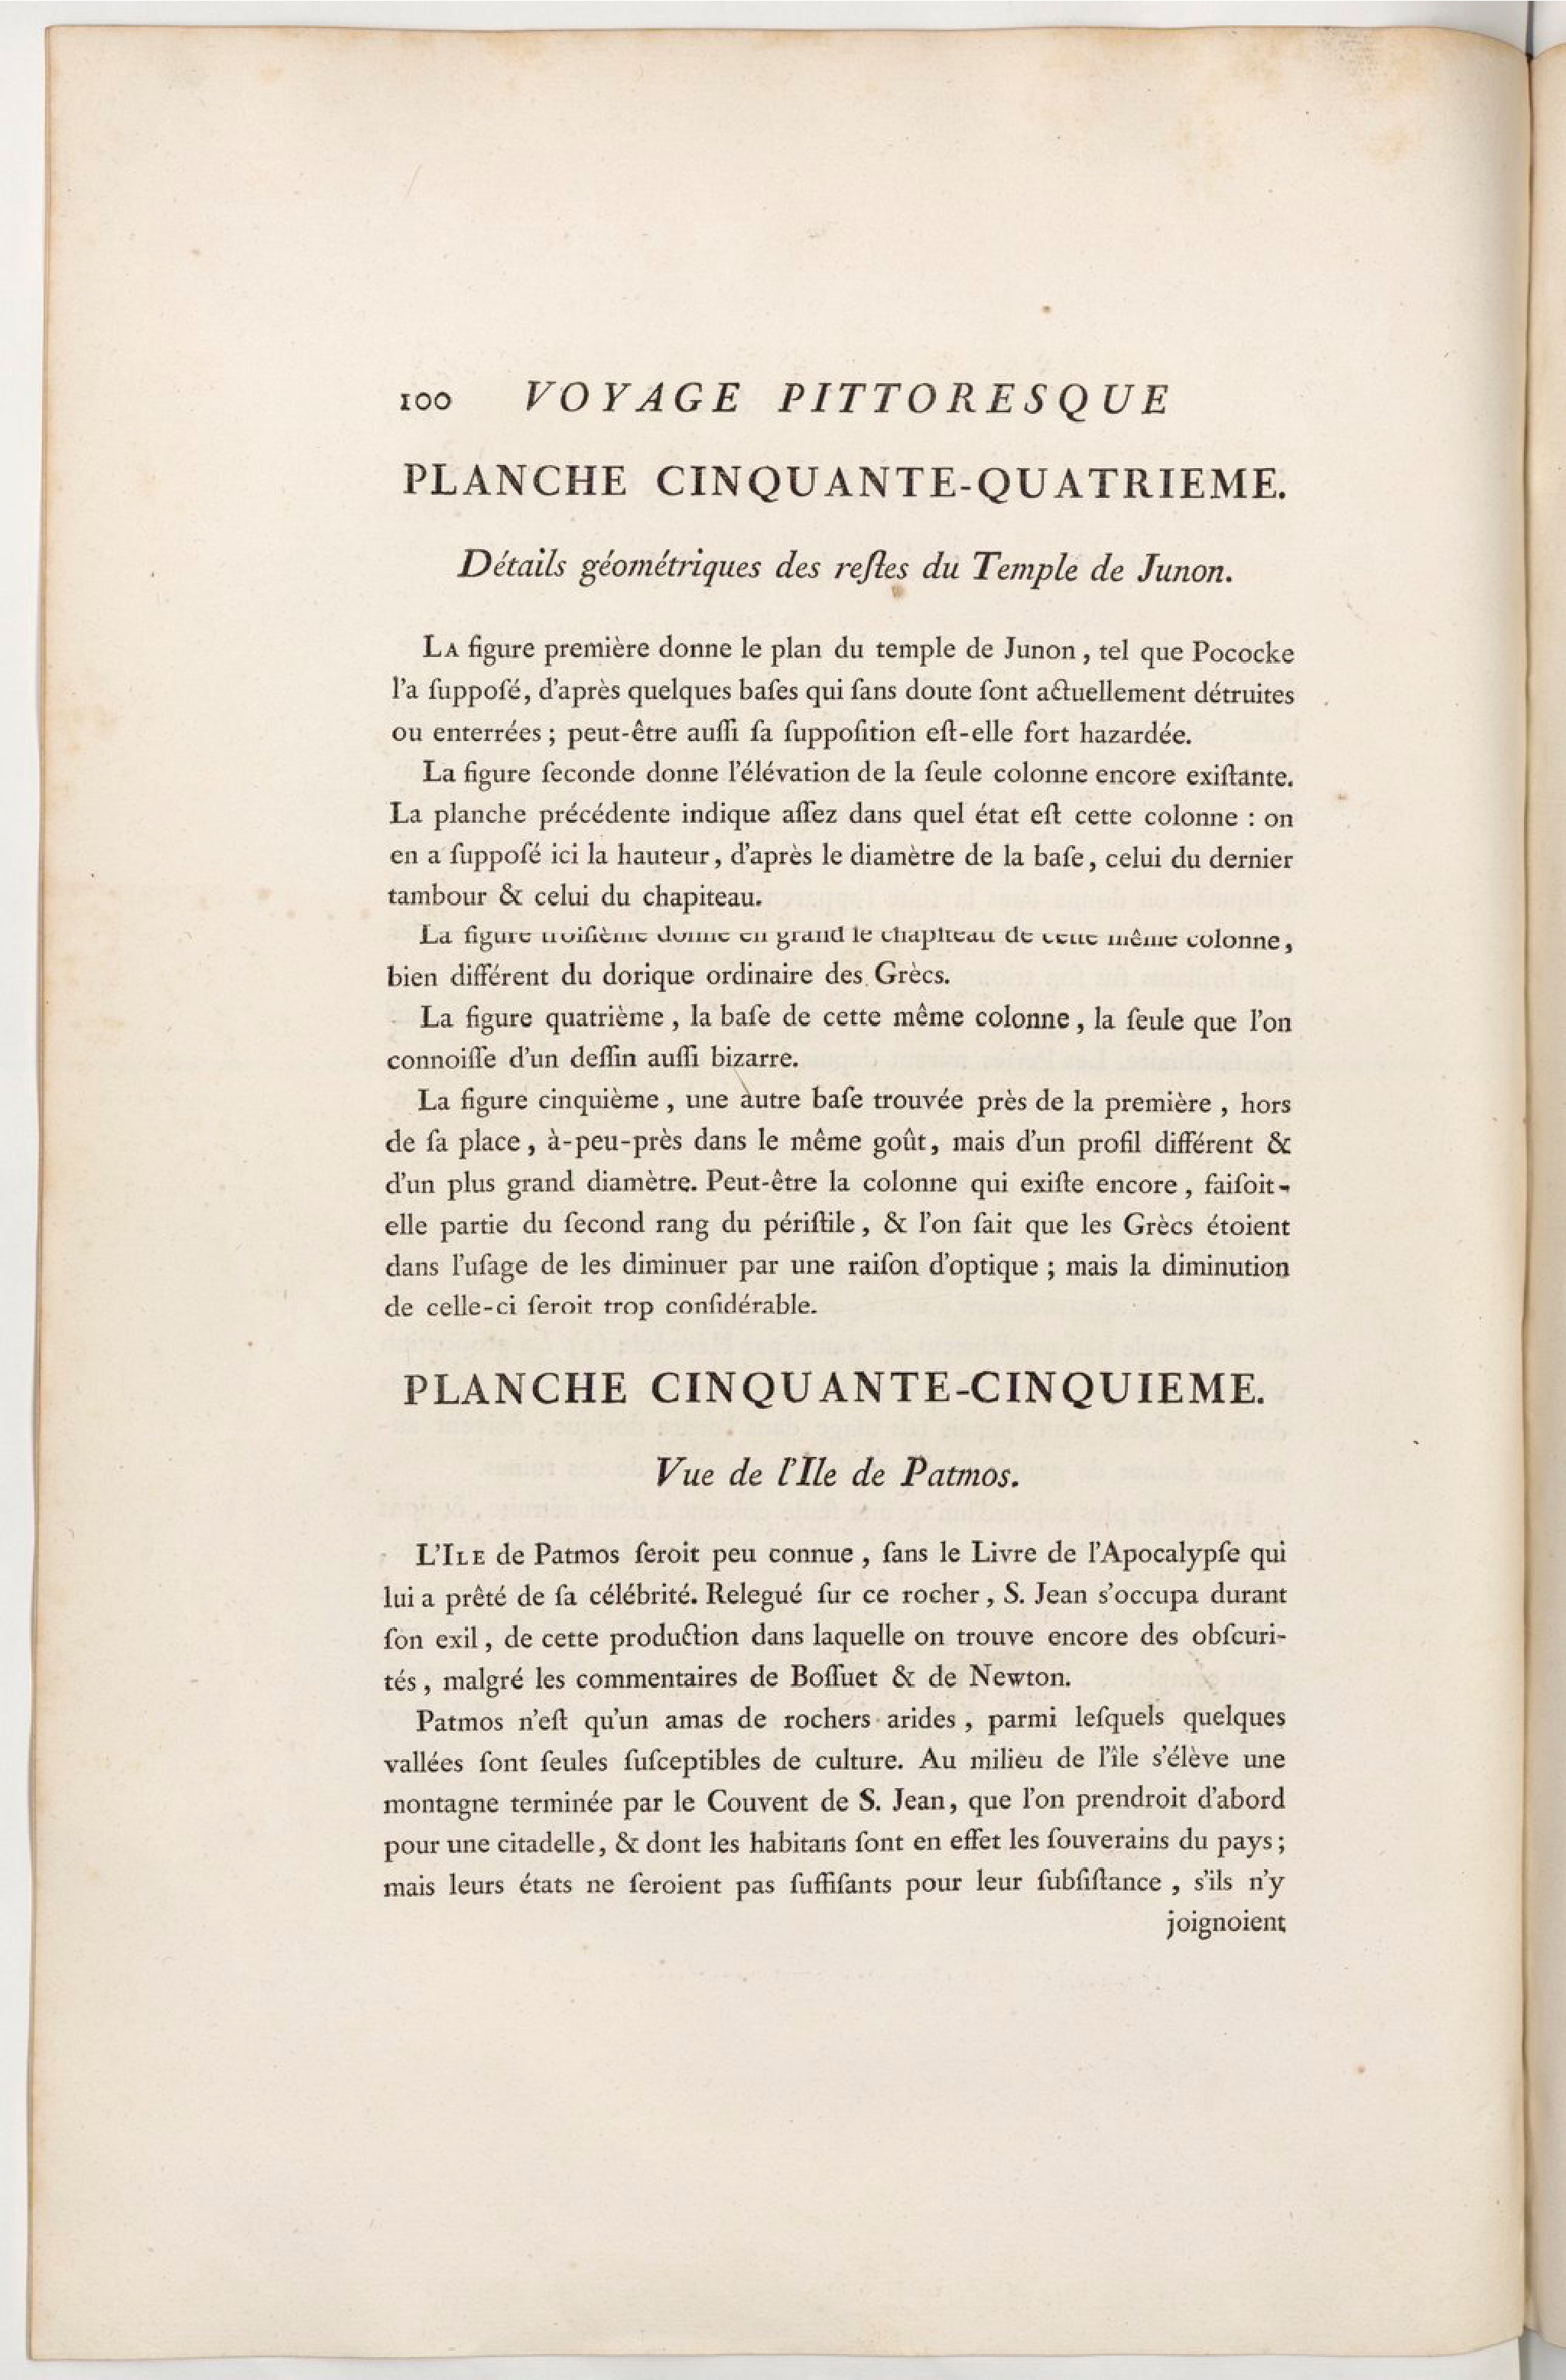 100 VOYAGE PITTORESQUE
PLANCHE CINQUANTE-QUATRIEME.
Détails géométriques des reſtes du Temple de Junon.
LA figure première donne le plan du temple de Junon, tel que Pococke
l'a ſuppoſé, d'après quelques baſes qui ſans doute ſont actuellement détruites
ou enterrées ; peut-être auſſi ſa ſuppoſition eſt-elle fort hazardée.
La figure ſeconde donne l'élévation de la ſeule colonne encore exiſtante.
La planche précédente indique aſſez dans quel état eſt cette colonne : on
en a ſuppoſé ici la hauteur, d'après le diamètre de la baſe, celui du dernier
tambour & celui du chapiteau.
La figure troiſième donne en grand le chapiteau de cette même colonne,
bien différent du dorique ordinaire des Grècs.
La figure quatrième, la baſe de cette même colonne, la ſeule que l'on
connoiſſe d'un deſſin auſſi bizarre.
La figure cinquième, une autre baſe trouvée près de la première, hors
de ſa place, à-peu-près dans le même goût, mais d'un profil différent &
d'un plus grand diamètre. Peut-être la colonne qui exiſte encore, faiſoit-
elle partie du ſecond rang du périſtile, & l'on ſait que les Grècs étoient
dans l'uſage de les diminuer par une raiſon d'optique ; mais la diminution
de celle-ci ſeroit trop conſidérable.
PLANCHE CINQUANTE-CINQUIEME.
Vue de l'Ile de Patmos.
L'ILE de Patmos ſeroit peu connue, ſans le Livre de l'Apocalypſe qui
lui a prêté de ſa célébrité. Relegué ſur ce rocher, S. Jean s'occupa durant
ſon exil, de cette production dans laquelle on trouve encore des obſcuri-
tés, malgré les commentaires de Boſſuet & de Newton.
Patmos n'eſt qu'un amas de rochers arides, parmi leſquels quelques
vallées ſont ſeules ſuſceptibles de culture. Au milieu de l'île s'élève une
montagne terminée par le Couvent de S. Jean, que l'on prendroit d'abord
pour une citadelle, & dont les habitans ſont en effet les ſouverains du pays ;
mais leurs états ne ſeroient pas ſuffiſants pour leur ſubſiſtance, s'ils n'y
joignoient